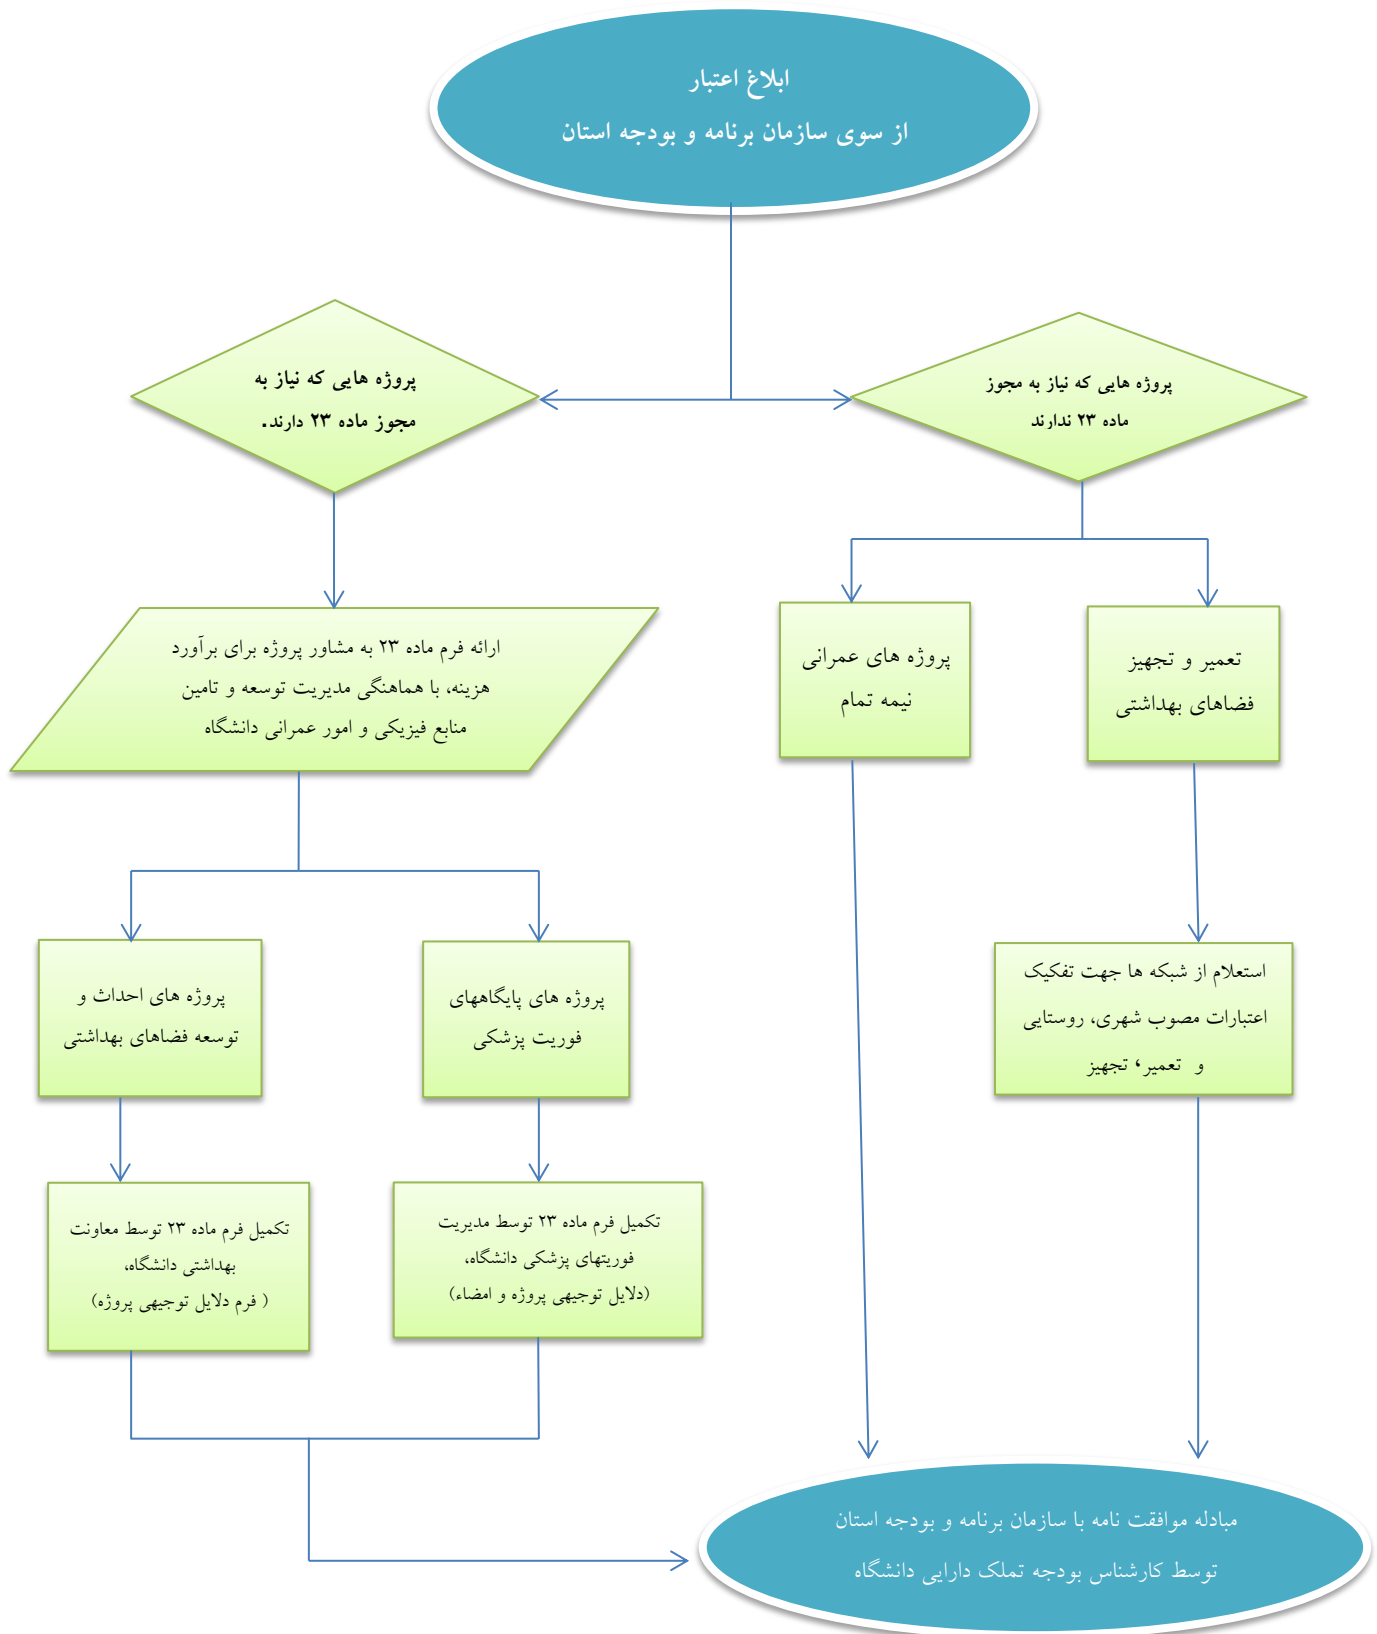 ابلاغ اعتبار
از سوی سازمان برنامه و بودجه استان
پروژه هایی که نیاز به مجوز
ماده ۲۳ ندارند
پروژه هایی که نیاز به
مجوز ماده ۲۳ دارند.
تعمیر و تجهیز
فضاهای بهداشتی
پروژه های عمرانی
نیمه تمام
ارائه فرم ماده ۲۳ به مشاور پروژه برای برآورد
هزینه، با هماهنگی مدیریت توسعه و تامین
منابع فیزیکی و امور عمرانی دانشگاه
استعلام از شبکه ها جهت تفکیک
اعتبارات مصوب شهری، روستایی
و تعمیر، تجهیز
پروژه های پایگاههای
فوریت پزشکی
پروژه های احداث و
توسعه فضاهای بهداشتی
تکمیل فرم ماده ۲۳ توسط مدیریت
فوریتهای پزشکی دانشگاه،
(دلایل توجیهی پروژه و امضاء)
تکمیل فرم ماده ۲۳ توسط معاونت
بهداشتی دانشگاه،
( فرم دلایل توجیهی پروژه)
مبادله موافقت نامه با سازمان برنامه و بودجه استان
توسط کارشناس بودجه تملک دارایی دانشگاه